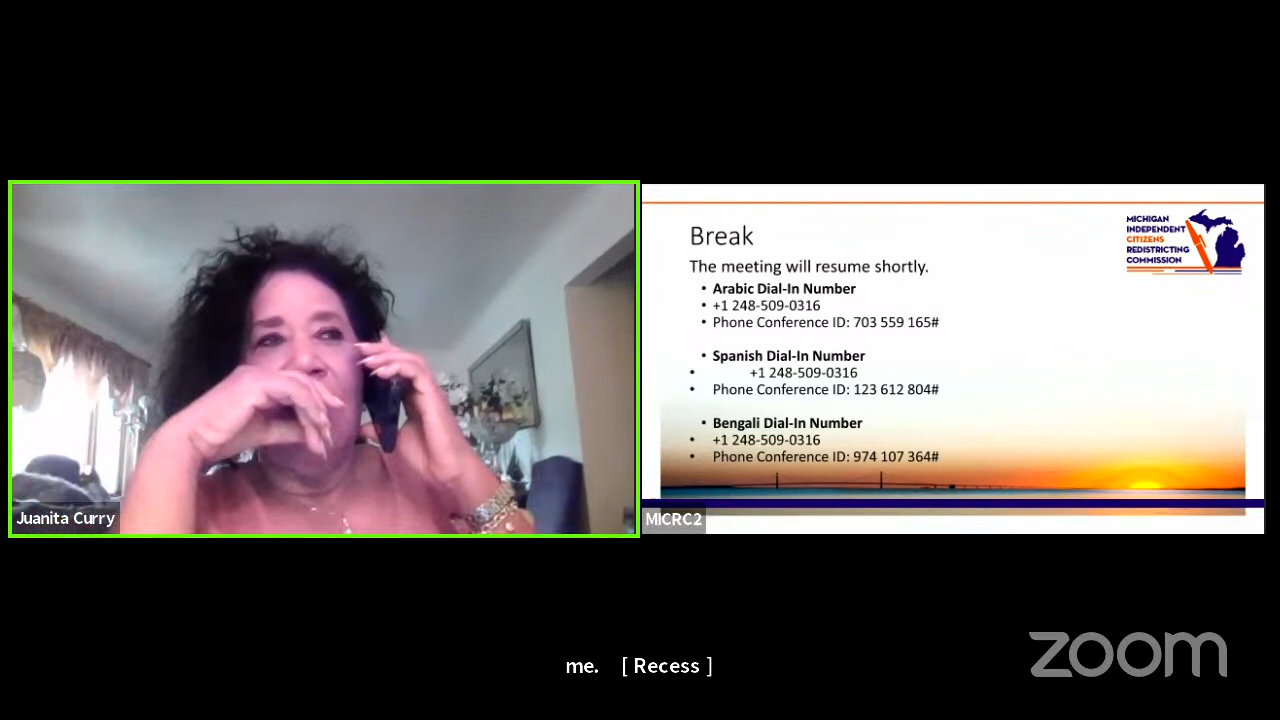 Juanita Curry
Break
The meeting will resume shortly.
• Arabic Dial-In Number
• +1 248-509-0316
• Phone Conference ID: 703 559 165#
• Spanish Dial-In Number
• +1 248-509-0316
• Phone Conference ID: 123 612 804#
• Bengali Dial-In Number
• +1 248-509-0316
• Phone Conference ID: 974 107 364#
MICHIGAN
INDEPENDENT
CITIZENS
REDISTRICTING
COMMISSION
MICRC2
me. [ Recess ]
zoom